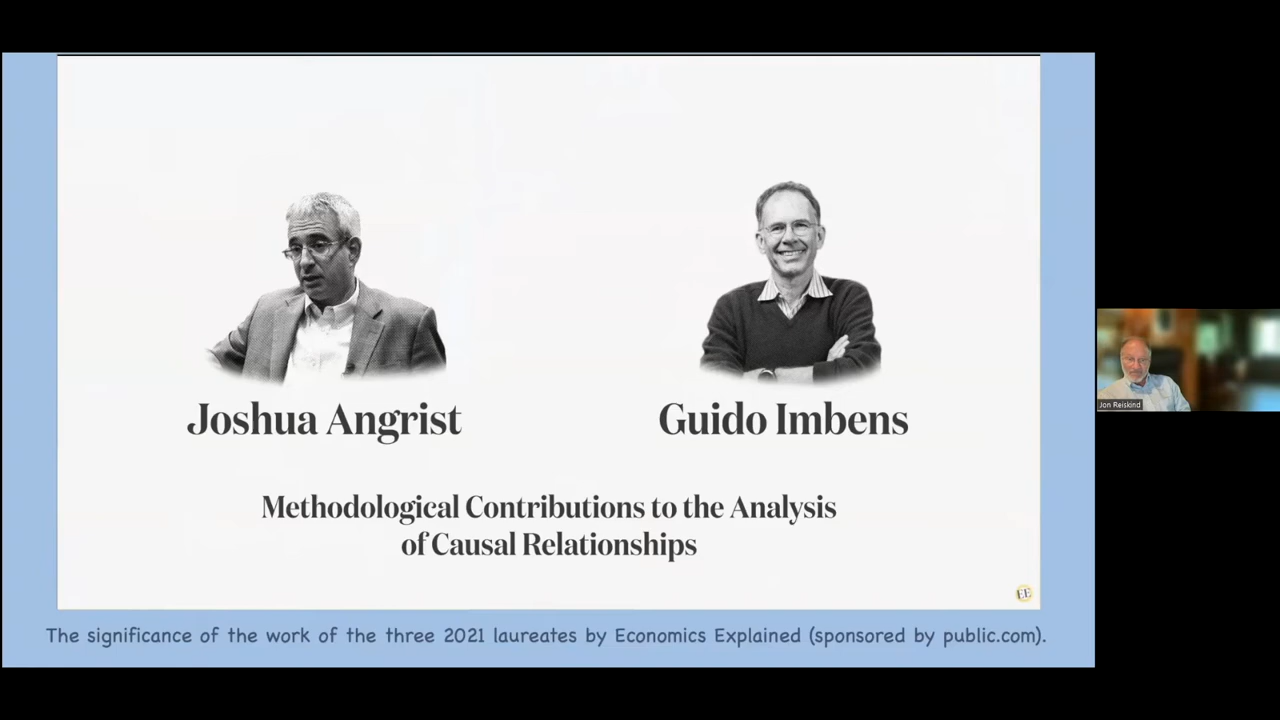 Joshua Angrist
Guido Imbens
Methodological Contributions to the Analysis
of Causal Relationships
EE
The significance of the work of the three 2021 laureates by Economics Explained (sponsored by public.com).
Jon Reiskind